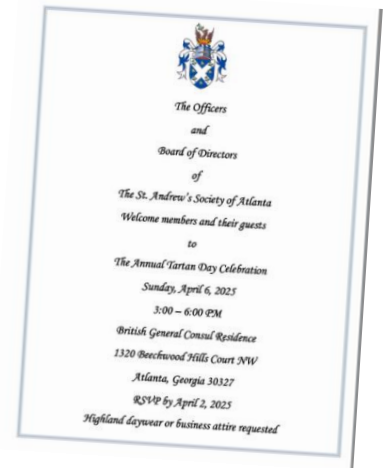 The Officers
and
Board of Directors
of
The St. Andrew's Society of Atlanta
Welcome members and their guests
to
The Annual Tartan Day Celebration
Sunday, April 6, 2025
3:00 – 6:00 PM
British General Consul Residence
1320 Beechwood Hills Court NW
Atlanta, Georgia 30327
RSVP by April 2, 2025
Highland daywear or business attire requested